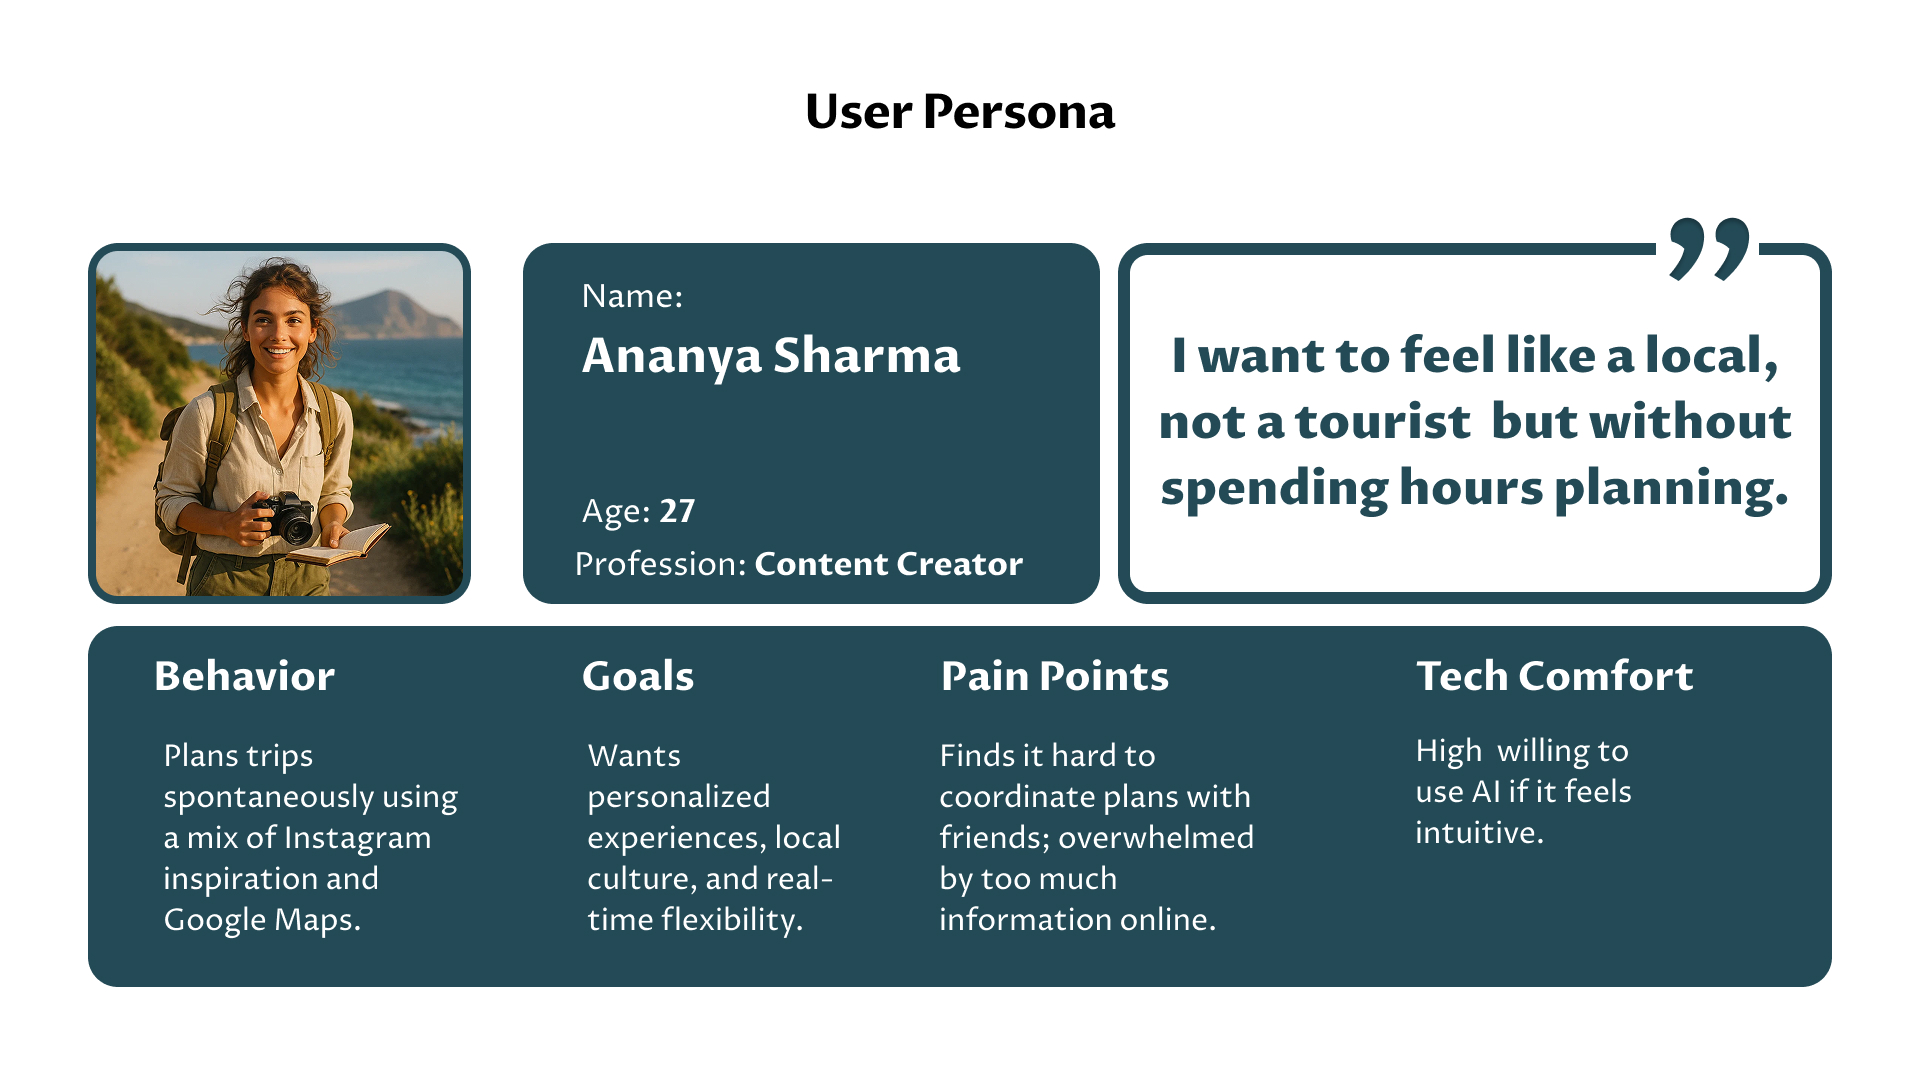 User Persona
Name:
Ananya Sharma
Age: 27
Profession: Content Creator
”
I want to feel like a local,
not a tourist  but without
spending hours planning.
Behavior
Plans trips
spontaneously using
a mix of Instagram
inspiration and
Google Maps.
Goals
Wants
personalized
experiences, local
culture, and real-
time flexibility.
Pain Points
Finds it hard to
coordinate plans with
friends; overwhelmed
by too much
information online.
Tech Comfort
High  willing to
use AI if it feels
intuitive.